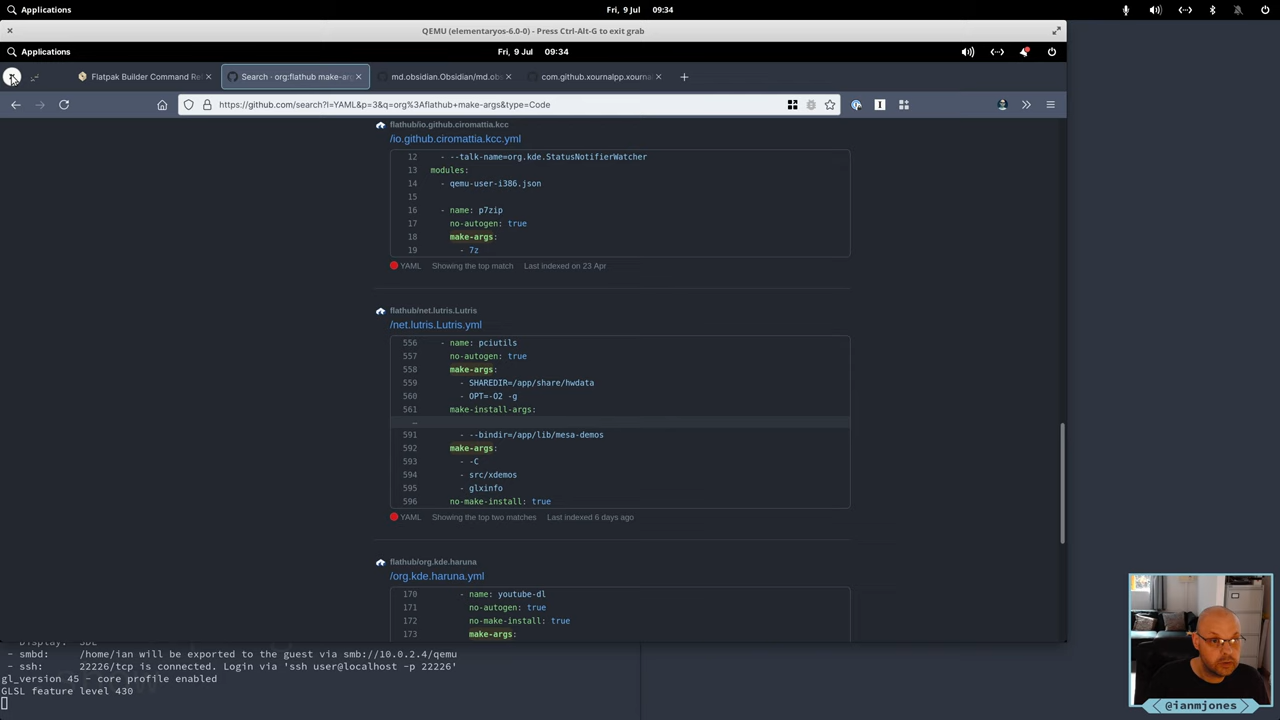 Applications
Fri, 9 Jul 09:34
QEMU (elementaryos-6.0-0) - Press Ctrl-Alt-G to exit grab
Applications
Fri, 9 Jul 09:34
Flatpak Builder Command Re
Search · org:flathub make-ar
md.obsidian.Obsidian/md.ob
com.github.xournalpp.xourna
https://github.com/search?l=YAML&p=3&q=org%3Aflathub+make-args&type=Code
flathub/io.github.ciromattia.kcc
/io.github.ciromattia.kcc.yml
12 - --talk-name=org.kde.StatusNotifierWatcher
13 modules:
14 - qemu-user-i386.json
15
16 - name: p7zip
17 no-autogen: true
18 make-args:
19 - 7z
YAML Showing the top match Last indexed on 23 Apr
flathub/net.lutris.Lutris
/net.lutris.Lutris.yml
556 - name: pciutils
557 no-autogen: true
558 make-args:
559 - SHAREDIR=/app/share/hwdata
560 - OPT=-O2 -g
561 make-install-args:
…
591 - --bindir=/app/lib/mesa-demos
592 make-args:
593 - -C
594 - src/xdemos
595 - glxinfo
596 no-make-install: true
YAML Showing the top two matches Last indexed 6 days ago
flathub/org.kde.haruna
/org.kde.haruna.yml
170 - name: youtube-dl
171 no-autogen: true
172 no-make-install: true
173 make-args:
- Display: SDL
- smbd: /home/ian will be exported to the guest via smb://10.0.2.4/qemu
- ssh: 22226/tcp is connected. Login via 'ssh user@localhost -p 22226'
gl_version 45 - core profile enabled
GLSL feature level 430
@ianmjones